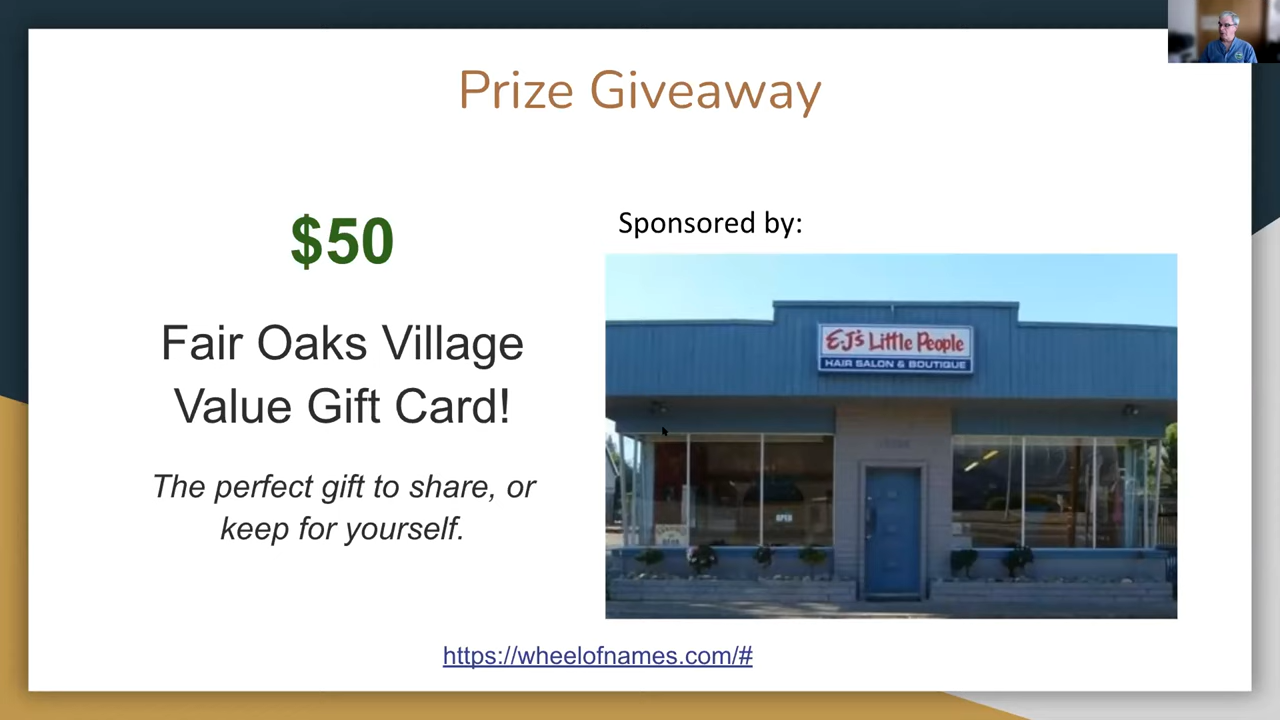 Prize Giveaway
$50
Fair Oaks Village
Value Gift Card!
The perfect gift to share, or
keep for yourself.
Sponsored by:
EJ's Little People
HAIR SALON & BOUTIQUE
OPEN
https://wheelofnames.com/#